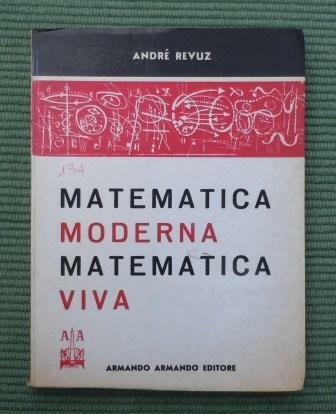 ANDRÉ REVUZ
134
MATEMATICA
MODERNA
MATEMATICA
VIVA
A A
ARMANDO ARMANDO EDITORE